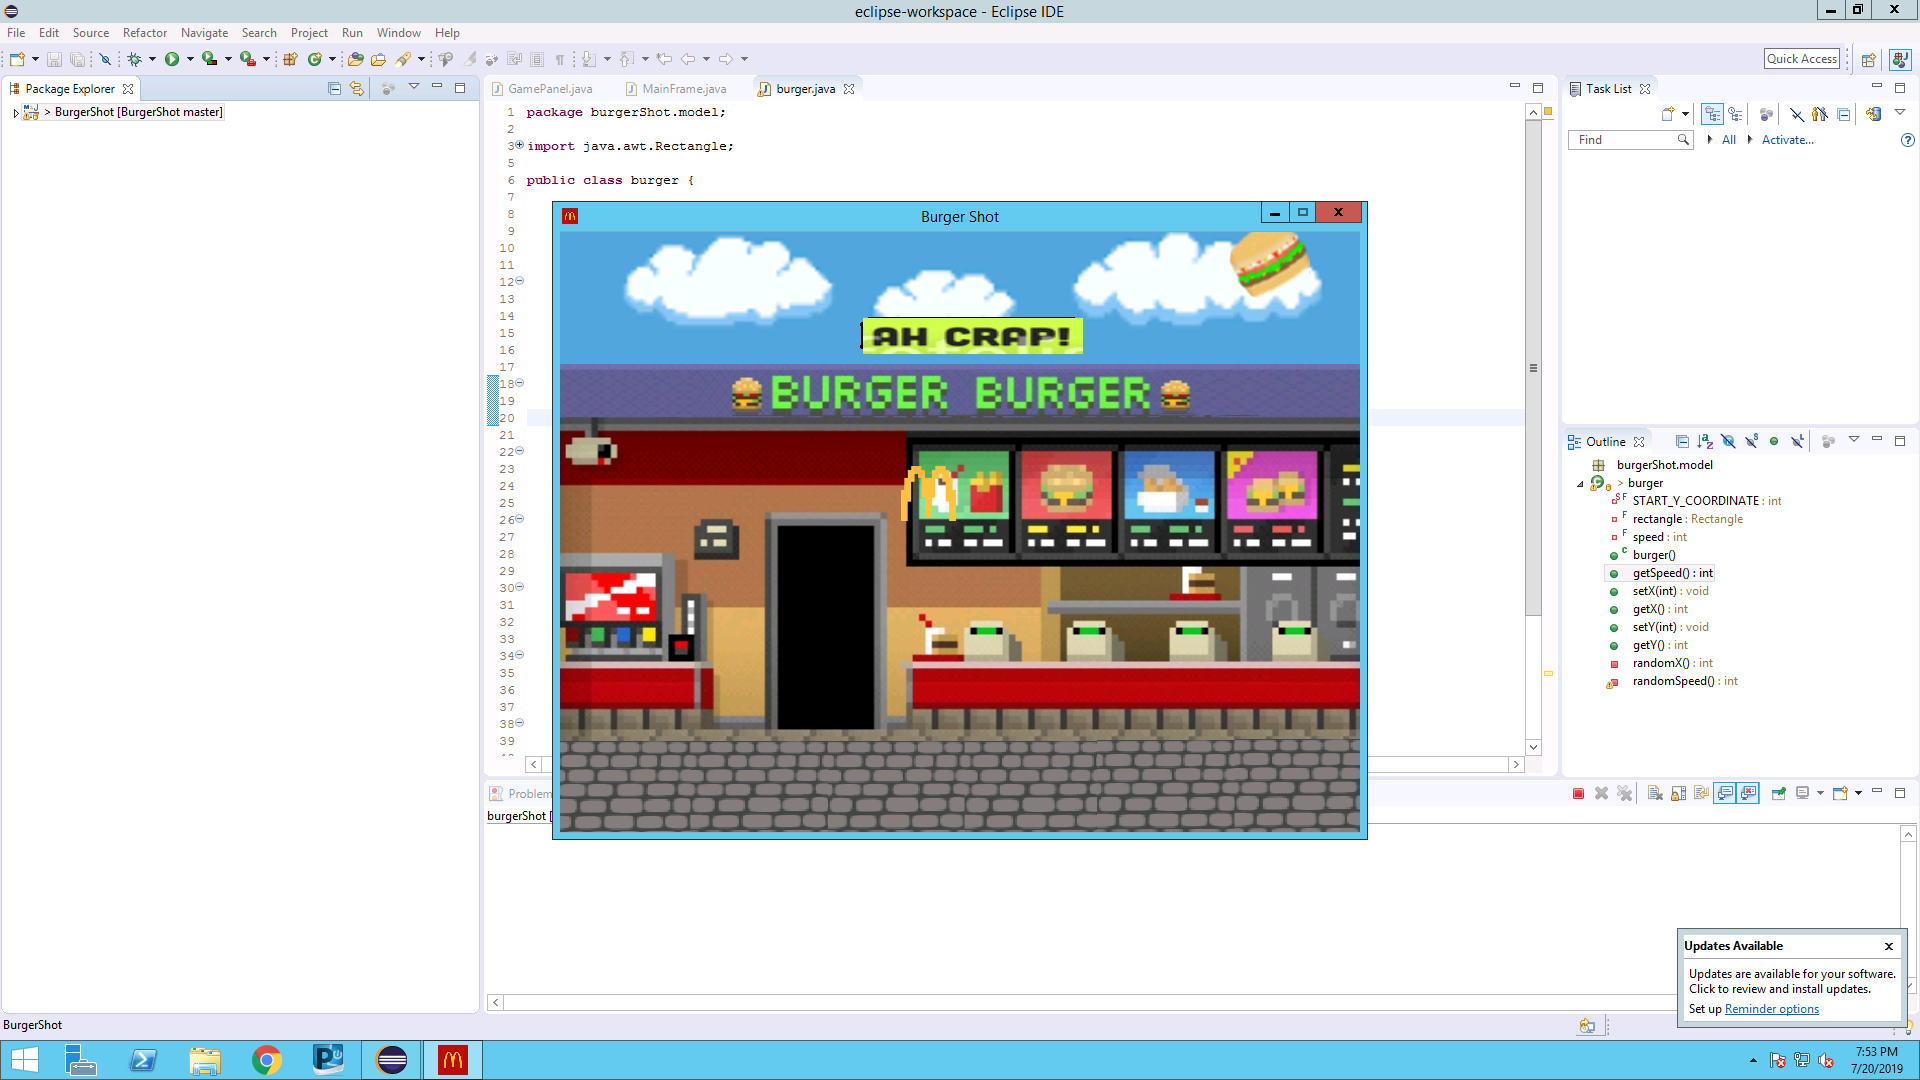 eclipse-workspace - Eclipse IDE
File Edit Source Refactor Navigate Search Project Run Window Help
Quick Access
Package Explorer
> BurgerShot [BurgerShot master]
GamePanel.java MainFrame.java burger.java
1 package burgerShot.model;
2
3 import java.awt.Rectangle;
5
6 public class burger {
7
8
9
10
11
12
13
14
15
16
17
18
19
20
21
22
23
24
25
26
27
28
29
30
31
32
33
34
35
36
37
38
39
Burger Shot
AH CRAP!
BURGER BURGER
Problem
burgerShot [
Task List
Find All Activate...
Outline
burgerShot.model
> burger
START_Y_COORDINATE : int
rectangle : Rectangle
speed : int
burger()
getSpeed() : int
setX(int) : void
getX() : int
setY(int) : void
getY() : int
randomX() : int
randomSpeed() : int
Updates Available
Updates are available for your software.
Click to review and install updates.
Set up Reminder options
BurgerShot
7:53 PM
7/20/2019